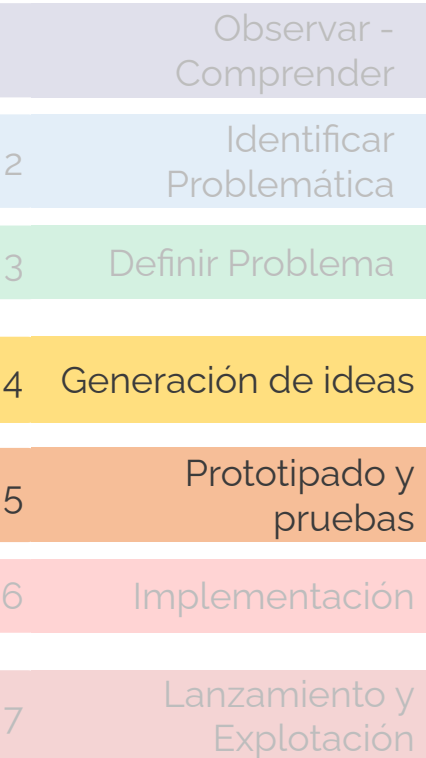 Observar -
Comprender
2 Identificar
Problemática
3 Definir Problema
4 Generación de ideas
5 Prototipado y
pruebas
6 Implementación
7 Lanzamiento y
Explotación